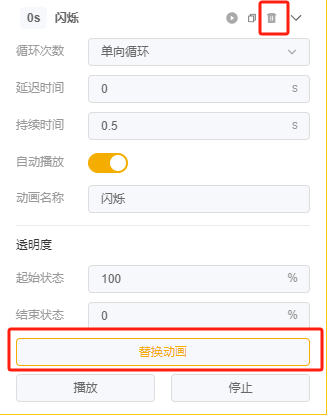 0s 闪烁
循环次数 单向循环
延迟时间 0 s
持续时间 0.5 s
自动播放
动画名称 闪烁
透明度
起始状态 100 %
结束状态 0 %
替换动画
播放 停止